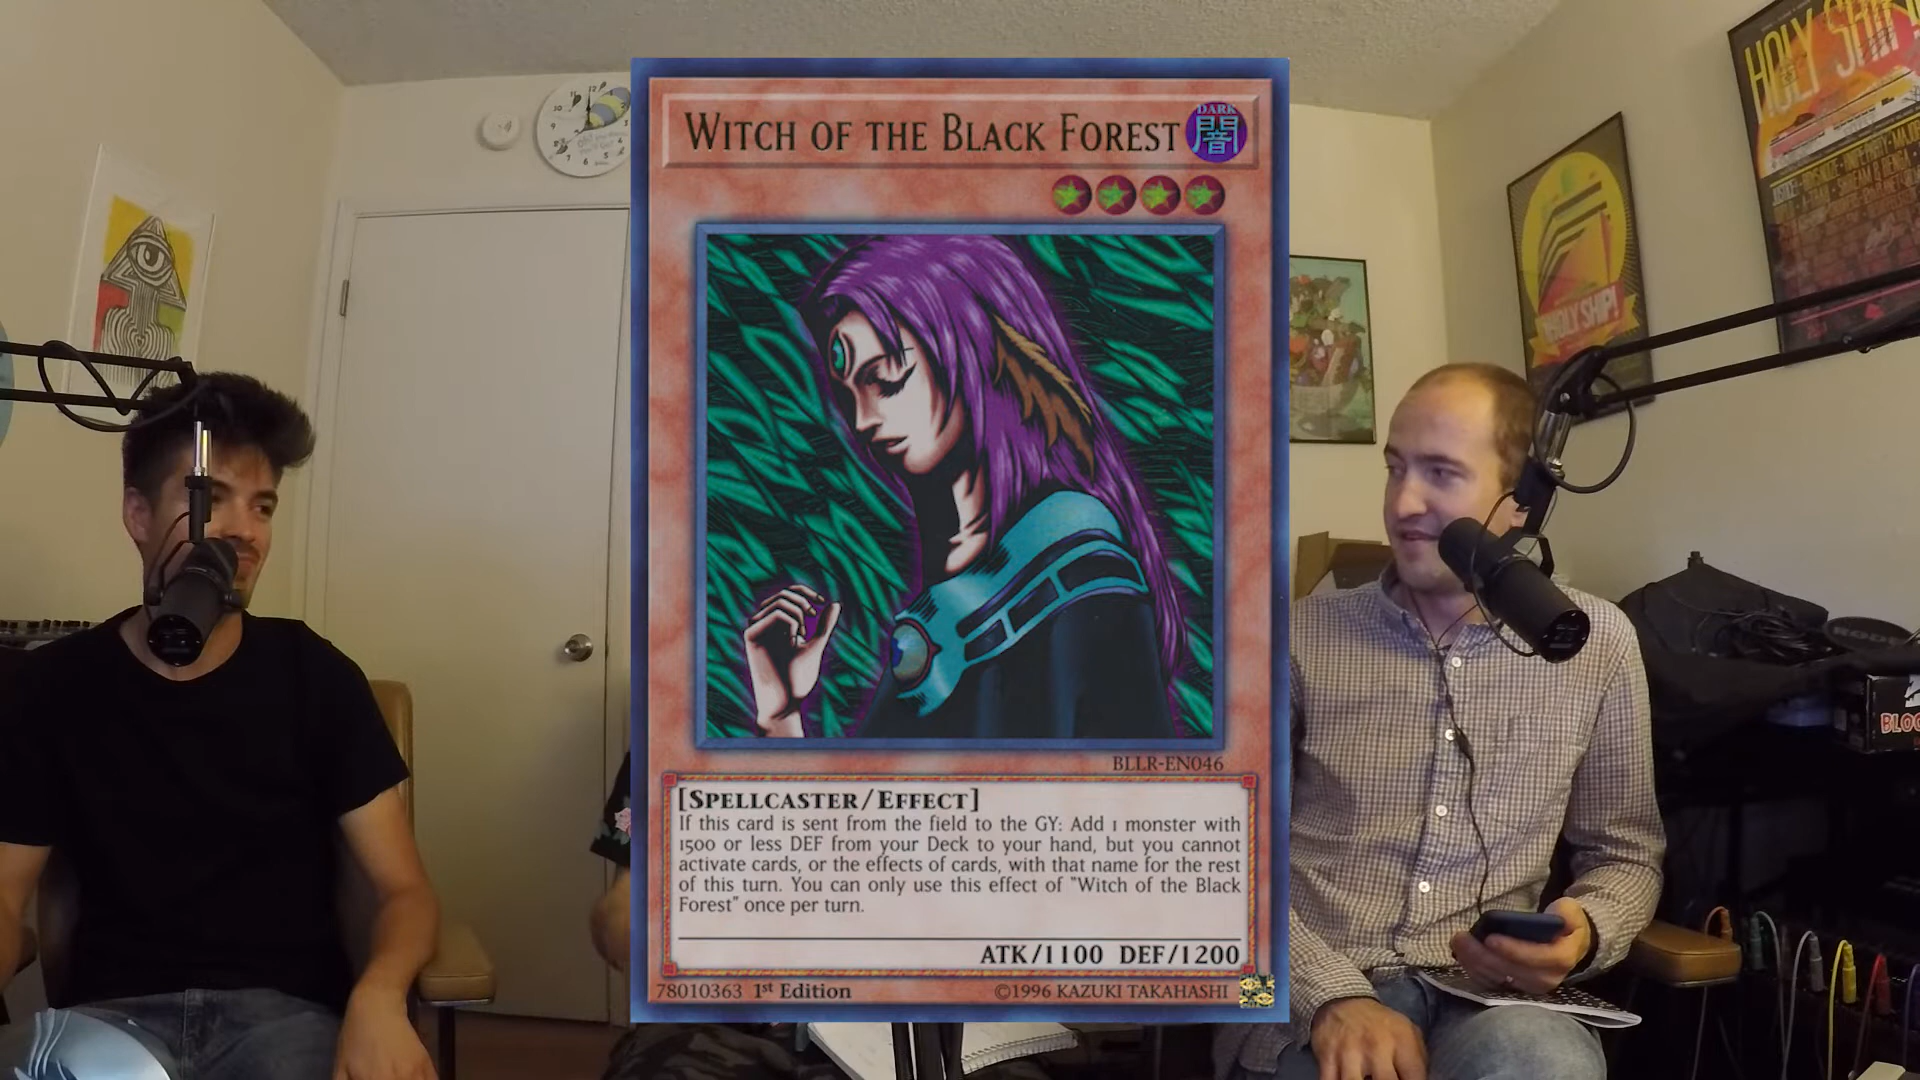 WITCH OF THE BLACK FOREST
DARK
闇
BLLR-EN046
[SPELLCASTER/EFFECT]
If this card is sent from the field to the GY: Add 1 monster with
1500 or less DEF from your Deck to your hand, but you cannot
activate cards, or the effects of cards, with that name for the rest
of this turn. You can only use this effect of "Witch of the Black
Forest" once per turn.
ATK/1100 DEF/1200
78010363 1st Edition
©1996 KAZUKI TAKAHASHI
HOLY SHIP!
HOLY SHIP!
RODE
BLOO